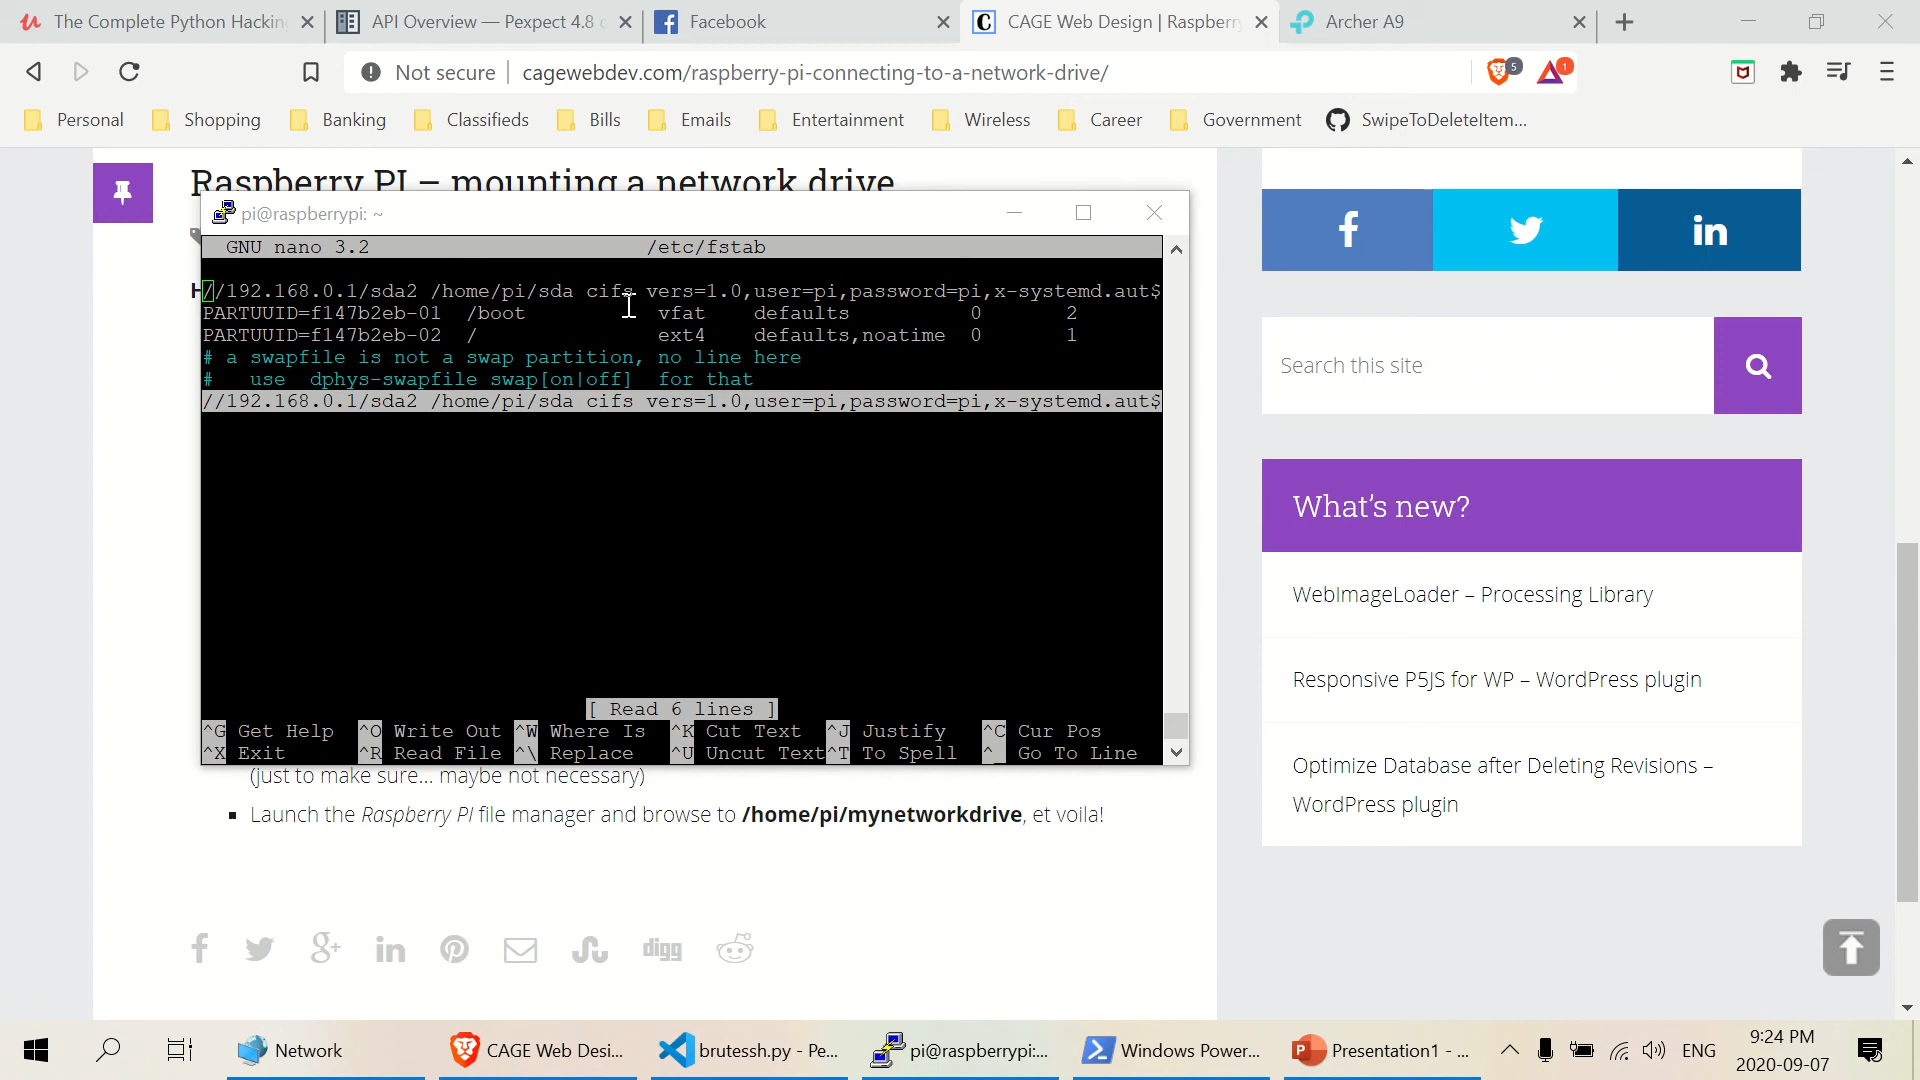 The Complete Python Hackin
API Overview — Pexpect 4.8
Facebook
CAGE Web Design | Raspberry
Archer A9
Not secure
cagewebdev.com/raspberry-pi-connecting-to-a-network-drive/
5
1
Personal
Shopping
Banking
Classifieds
Bills
Emails
Entertainment
Wireless
Career
Government
SwipeToDeleteItem...
Raspberry PI – mounting a network drive
pi@raspberrypi: ~
GNU nano 3.2 /etc/fstab
//192.168.0.1/sda2 /home/pi/sda cifs vers=1.0,user=pi,password=pi,x-systemd.aut$
PARTUUID=f147b2eb-01 /boot vfat defaults 0 2
PARTUUID=f147b2eb-02 / ext4 defaults,noatime 0 1
# a swapfile is not a swap partition, no line here
# use dphys-swapfile swap[on|off] for that
//192.168.0.1/sda2 /home/pi/sda cifs vers=1.0,user=pi,password=pi,x-systemd.aut$
[ Read 6 lines ]
^G Get Help ^O Write Out ^W Where Is ^K Cut Text ^J Justify ^C Cur Pos
^X Exit ^R Read File ^\ Replace ^U Uncut Text ^T To Spell ^_ Go To Line
(just to make sure... maybe not necessary)
Launch the Raspberry PI file manager and browse to /home/pi/mynetworkdrive, et voila!
digg
Search this site
What's new?
WebImageLoader – Processing Library
Responsive P5JS for WP – WordPress plugin
Optimize Database after Deleting Revisions –
WordPress plugin
Network
CAGE Web Desi...
brutessh.py - Pe...
pi@raspberrypi:...
Windows Power...
Presentation1 - ...
ENG
9:24 PM
2020-09-07